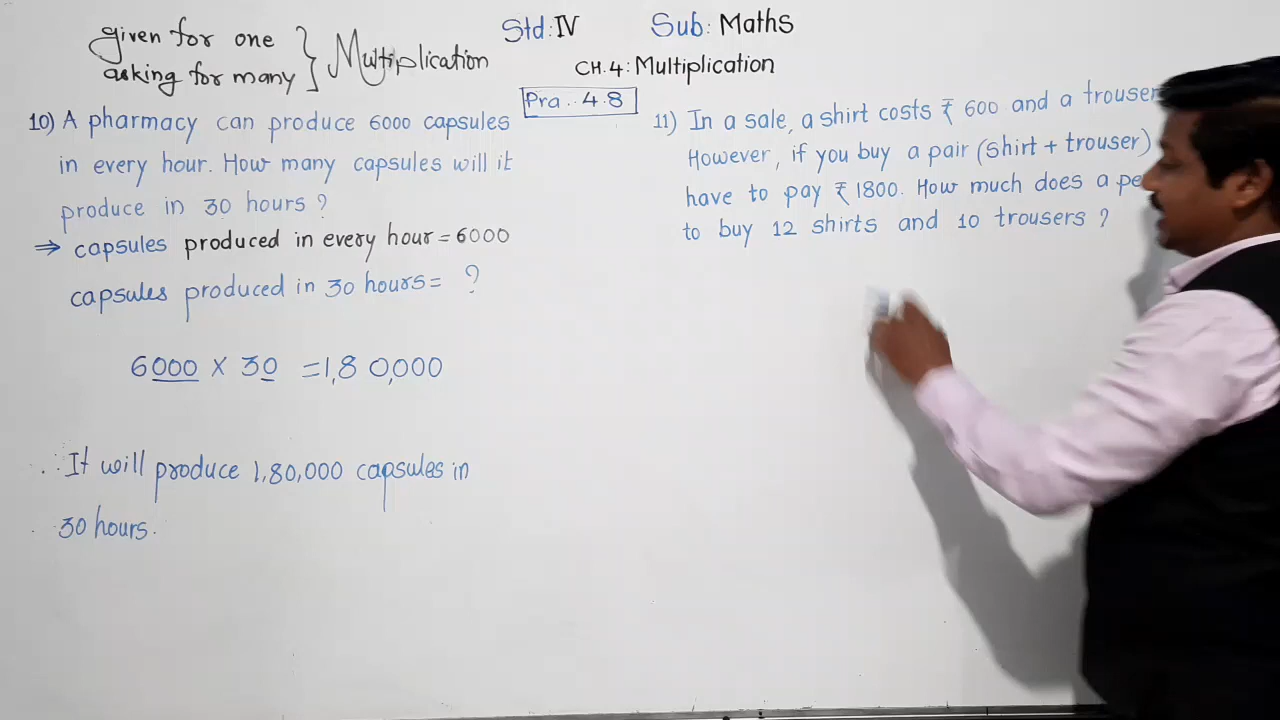 given for one
asking for many } Multiplication
Std: IV Sub: Maths
CH. 4: Multiplication
Pra.. 4.8
10) A pharmacy can produce 6000 capsules
in every hour. How many capsules will it
produce in 30 hours ?
⇒ capsules produced in every hour = 6000
capsules produced in 30 hours = ?
6000 × 30 = 1,80,000
∴ It will produce 1,80,000 capsules in
30 hours.
11) In a sale, a shirt costs ₹ 600 and a trouser
However, if you buy a pair (shirt + trouser)
have to pay ₹ 1800. How much does a
to buy 12 shirts and 10 trousers ?